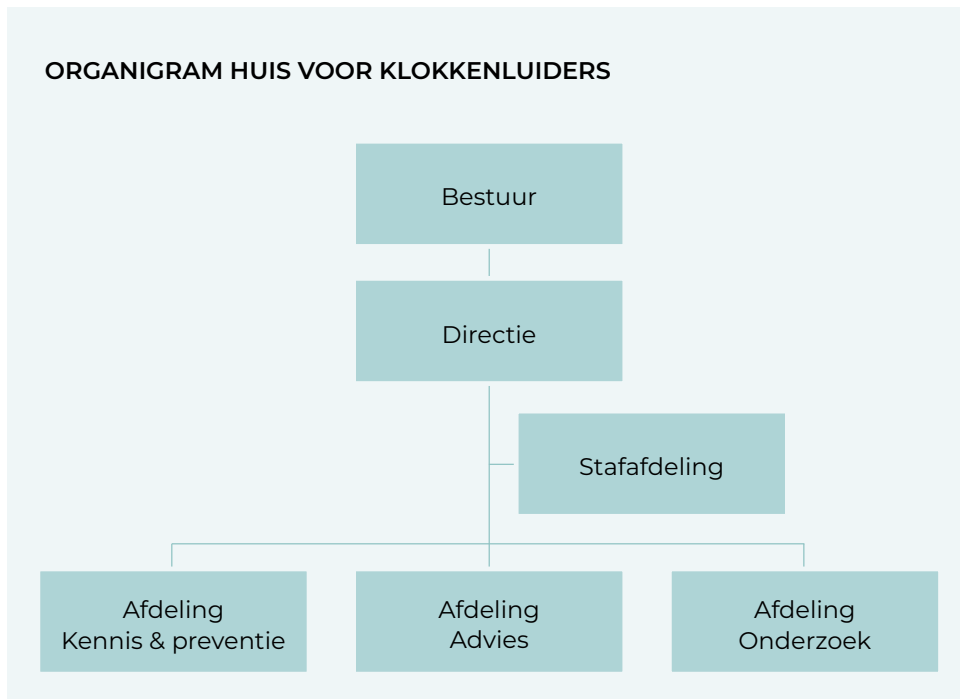 ORGANIGRAM HUIS VOOR KLOKKENLUIDERS
Bestuur
Directie
Stafafdeling
Afdeling
Kennis & preventie
Afdeling
Advies
Afdeling
Onderzoek